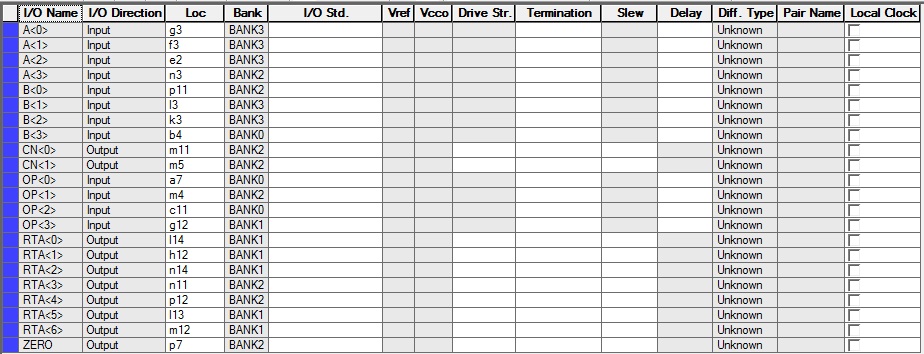 I/O Name I/O Direction Loc Bank I/O Std. Vref Vcco Drive Str. Termination Slew Delay Diff. Type Pair Name Local Clock
A<0> Input g3 BANK3 Unknown
A<1> Input f3 BANK3 Unknown
A<2> Input e2 BANK3 Unknown
A<3> Input n3 BANK2 Unknown
B<0> Input p11 BANK2 Unknown
B<1> Input l3 BANK3 Unknown
B<2> Input k3 BANK3 Unknown
B<3> Input b4 BANK0 Unknown
CN<0> Output m11 BANK2 Unknown
CN<1> Output m5 BANK2 Unknown
OP<0> Input a7 BANK0 Unknown
OP<1> Input m4 BANK2 Unknown
OP<2> Input c11 BANK0 Unknown
OP<3> Input g12 BANK1 Unknown
RTA<0> Output l14 BANK1 Unknown
RTA<1> Output h12 BANK1 Unknown
RTA<2> Output n14 BANK1 Unknown
RTA<3> Output n11 BANK2 Unknown
RTA<4> Output p12 BANK2 Unknown
RTA<5> Output l13 BANK1 Unknown
RTA<6> Output m12 BANK1 Unknown
ZERO Output p7 BANK2 Unknown